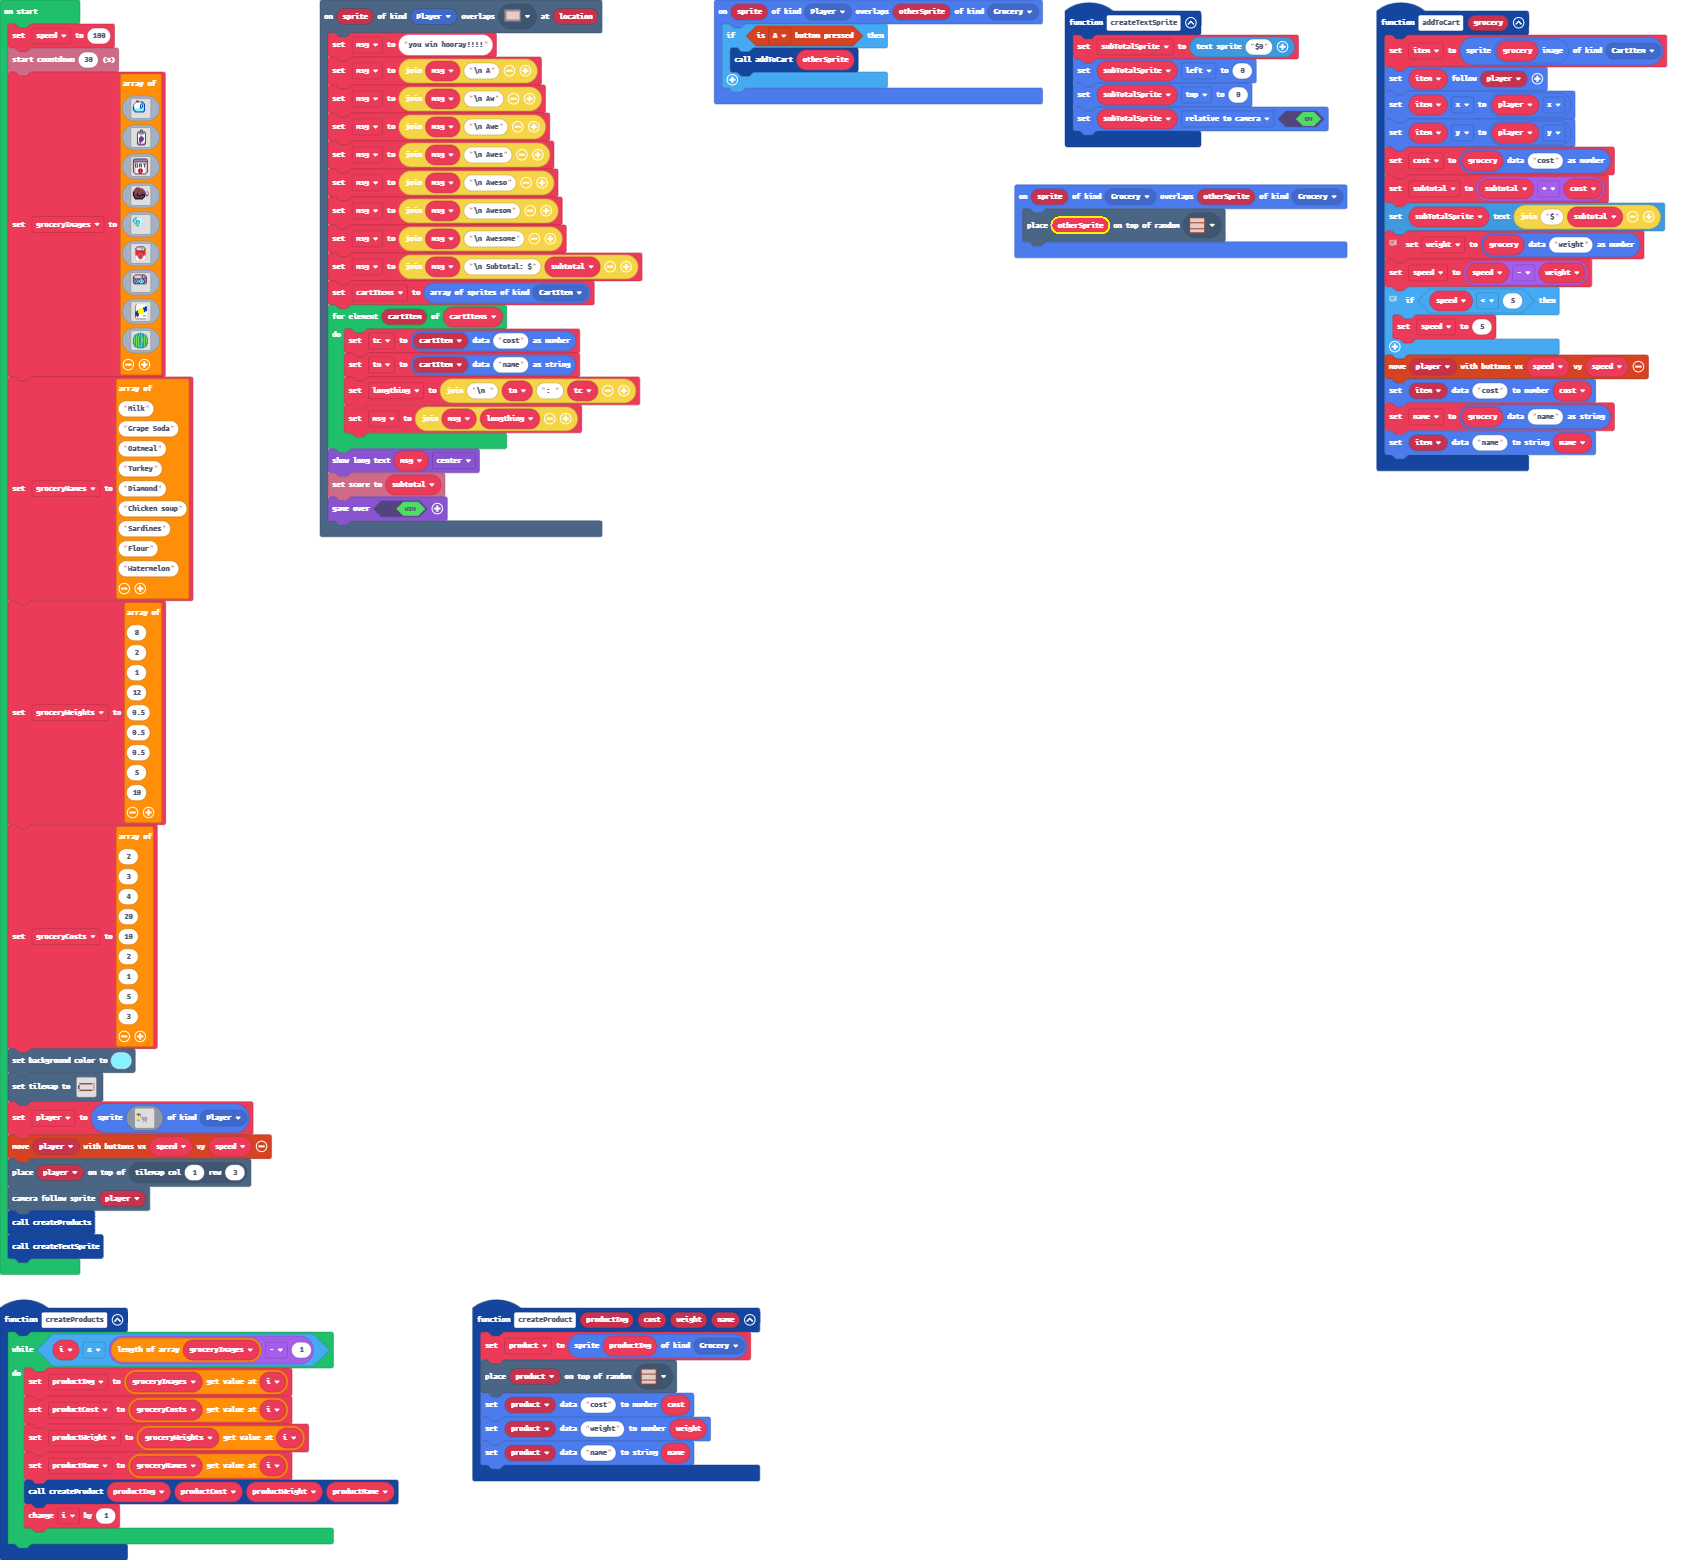 on start
set speed to 100
start countdown 30 (s)
set groceryImages to array of
set groceryNames to array of
"Milk"
"Grape Soda"
"Oatmeal"
"Turkey"
"Diamond"
"Chicken soup"
"Sardines"
"Flour"
"Watermelon"
set groceryWeights to array of
8
2
1
12
0.5
0.5
0.5
5
10
set groceryCosts to array of
2
3
4
20
10
2
1
5
3
set background color to
set tilemap to
set player to sprite of kind Player
move player with buttons vx speed vy speed
place player on top of tilemap col 1 row 3
camera follow sprite player
call createProducts
call createTextSprite
on sprite of kind Player overlaps at location
set msg to "you win hooray!!!!"
set msg to join msg "\n A"
set msg to join msg "\n Aw"
set msg to join msg "\n Awe"
set msg to join msg "\n Awes"
set msg to join msg "\n Aweso"
set msg to join msg "\n Awesom"
set msg to join msg "\n Awesome"
set msg to join msg "\n Subtotal: $" subtotal
set cartItems to array of sprites of kind CartItem
for element cartItem of cartItems
do set tc to cartItem data "cost" as number
set tn to cartItem data "name" as string
set longthing to join "\n " tn ": " tc
set msg to join msg longthing
show long text msg center
set score to subtotal
game over WIN
on sprite of kind Player overlaps otherSprite of kind Grocery
if is A button pressed then
call addToCart otherSprite
function createTextSprite
set subTotalSprite to text sprite "$0"
set subTotalSprite left to 0
set subTotalSprite top to 0
set subTotalSprite relative to camera ON
on sprite of kind Grocery overlaps otherSprite of kind Grocery
place otherSprite on top of random
function addToCart grocery
set item to sprite grocery image of kind CartItem
set item follow player
set item x to player x
set item y to player y
set cost to grocery data "cost" as number
set subtotal to subtotal + cost
set subTotalSprite text join "$" subtotal
set weight to grocery data "weight" as number
set speed to speed - weight
if speed < 5 then
set speed to 5
move player with buttons vx speed vy speed
set item data "cost" to number cost
set name to grocery data "name" as string
set item data "name" to string name
function createProducts
while i ≤ length of array groceryImages - 1
do set productImg to groceryImages get value at i
set productCost to groceryCosts get value at i
set productWeight to groceryWeights get value at i
set productName to groceryNames get value at i
call createProduct productImg productCost productWeight productName
change i by 1
function createProduct productImg cost weight name
set product to sprite productImg of kind Grocery
place product on top of random
set product data "cost" to number cost
set product data "weight" to number weight
set product data "name" to string name